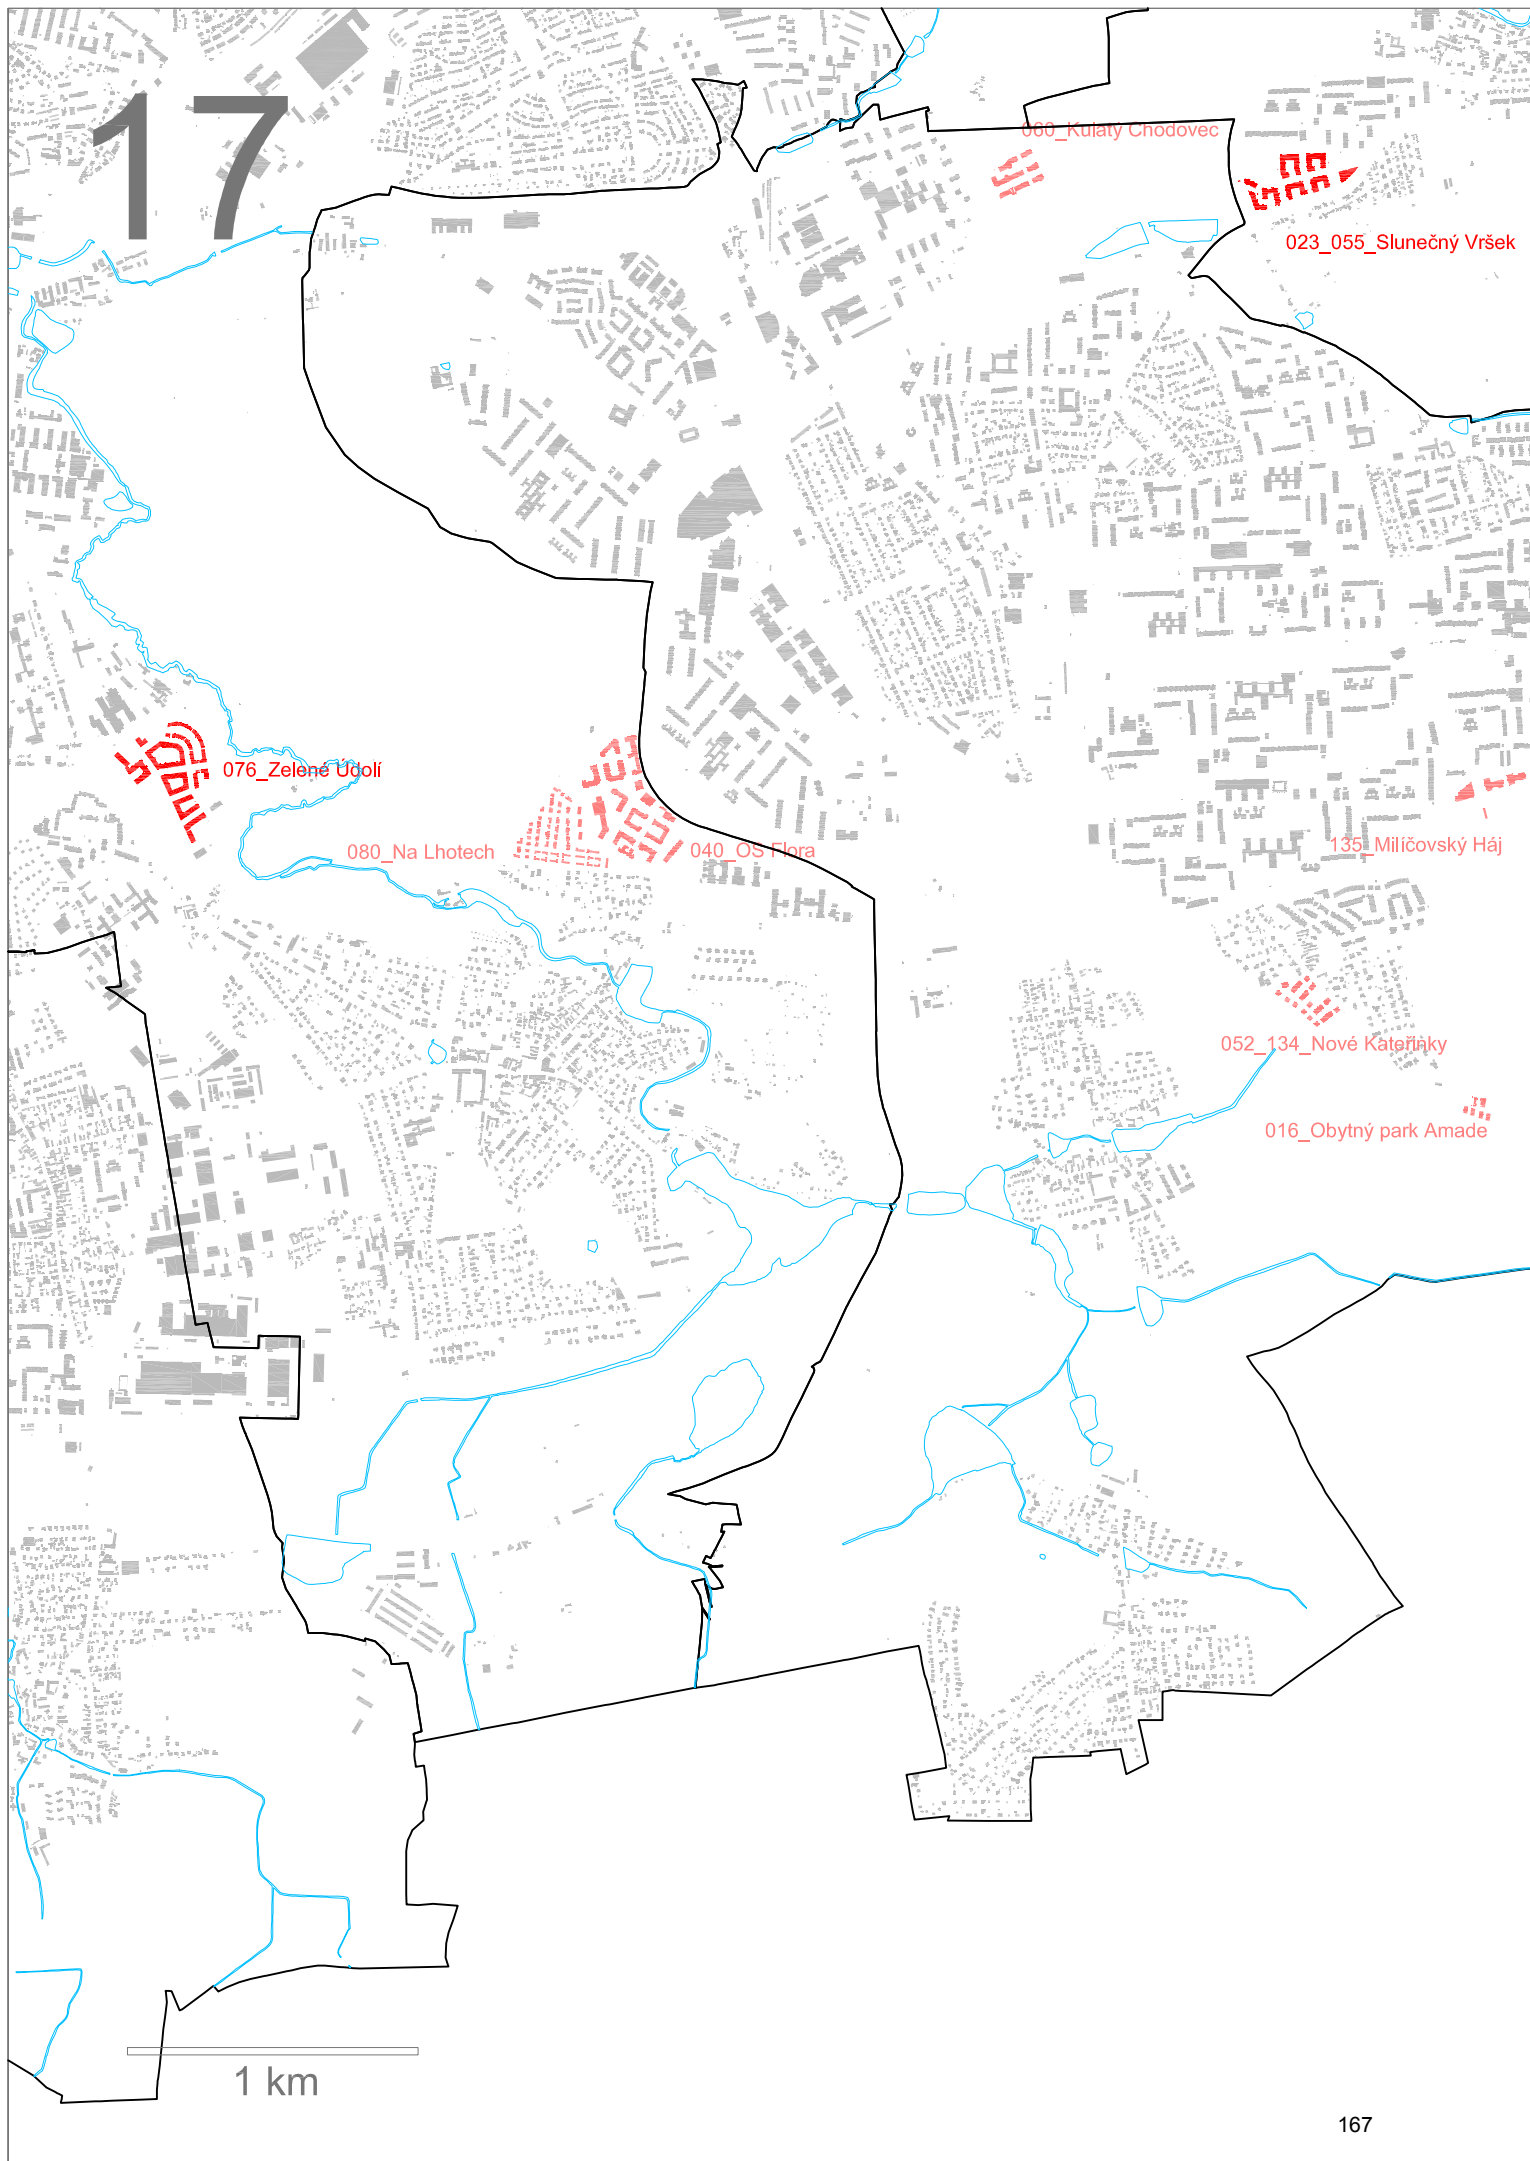 17
060_Kulatý Chodovec
023_055_Slunečný Vršek
076_Zelené Údolí
080_Na Lhotech
040_OS Flora
135_Milíčovský Háj
052_134_Nové Kateřinky
016_Obytný park Amade
1 km
167